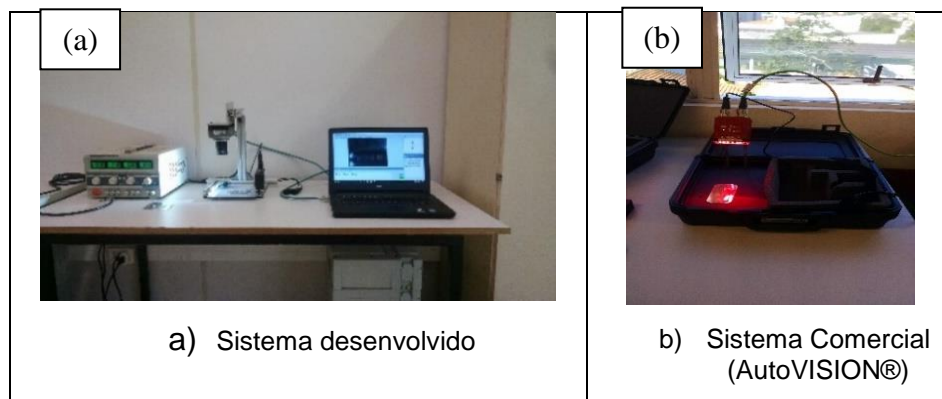 (a)
(b)
a) Sistema desenvolvido
b) Sistema Comercial
(AutoVISION®)